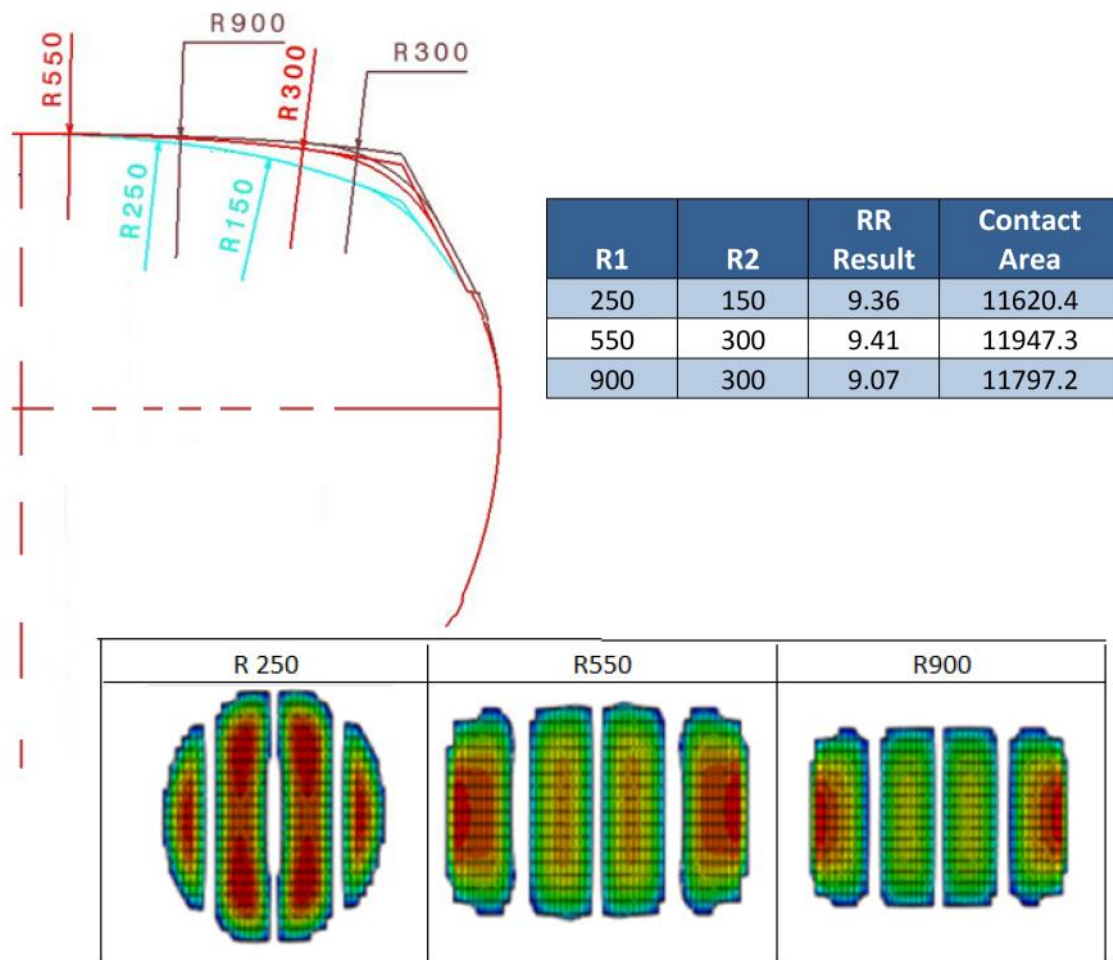 R550
R900
R300
R300
R250
R150
R1 R2 RR Result Contact Area
250 150 9.36 11620.4
550 300 9.41 11947.3
900 300 9.07 11797.2
R 250 R550 R900